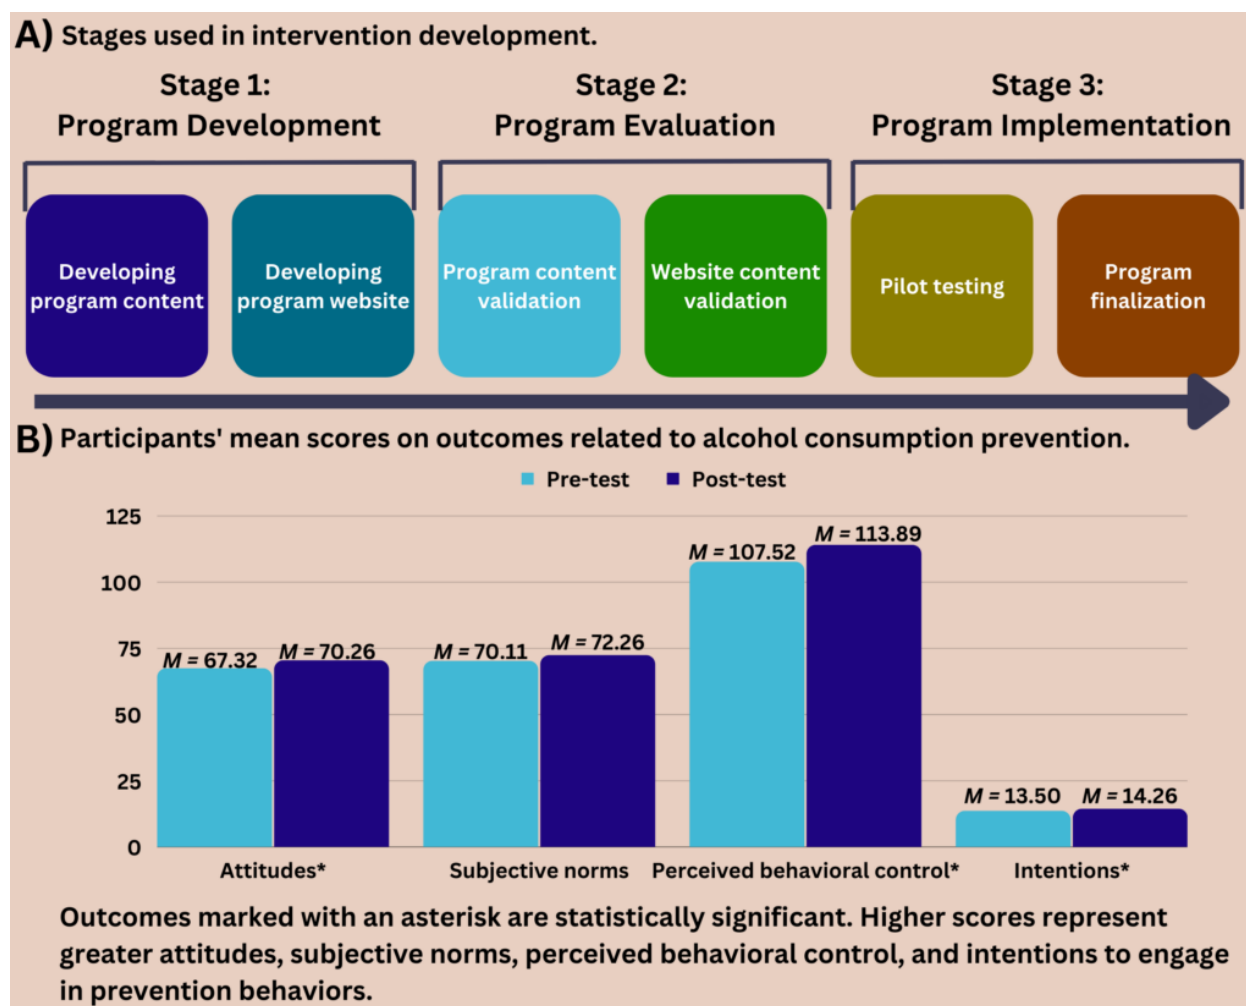 A) Stages used in intervention development.
Stage 1:
Program Development
Stage 2:
Program Evaluation
Stage 3:
Program Implementation
Developing
program content
Developing
program website
Program content
validation
Website content
validation
Pilot testing
Program
finalization
B) Participants' mean scores on outcomes related to alcohol consumption prevention.
Pre-test
Post-test
125
100
75
50
25
0
M = 67.32
M = 70.26
M = 70.11
M = 72.26
M = 107.52
M = 113.89
M = 13.50
M = 14.26
Attitudes*
Subjective norms
Perceived behavioral control*
Intentions*
Outcomes marked with an asterisk are statistically significant. Higher scores represent
greater attitudes, subjective norms, perceived behavioral control, and intentions to engage
in prevention behaviors.